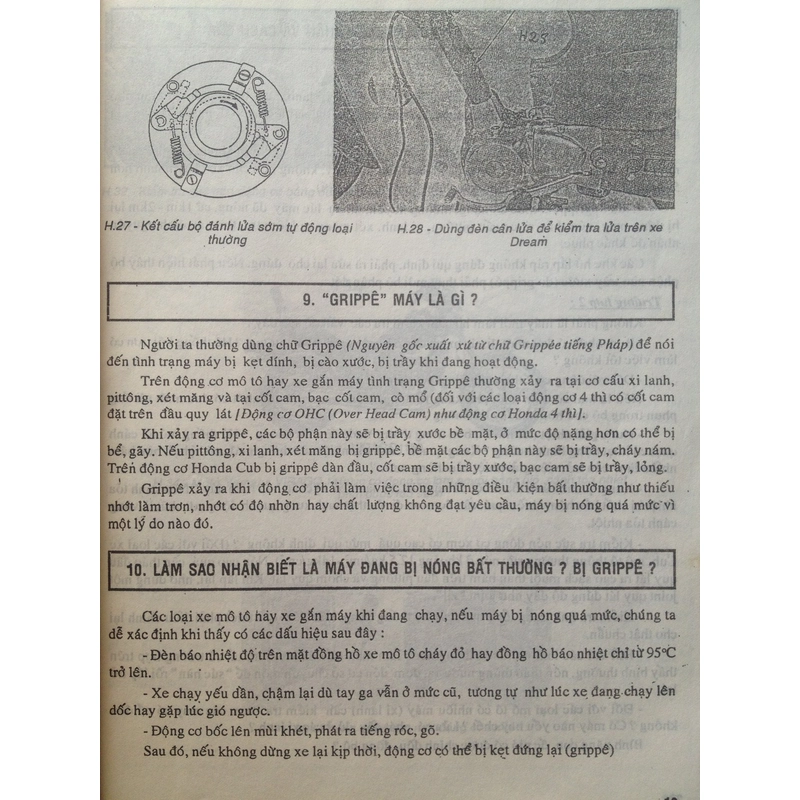 H28
H.27 - Kết cấu bộ đánh lửa sớm tự động loại
thường
H.28 - Dùng đèn cân lửa để kiểm tra lửa trên xe
Dream
9. “GRIPPÊ” MÁY LÀ GÌ ?
Người ta thường dùng chữ Grippê (Nguyên gốc xuất xứ từ chữ Grippée tiếng Pháp) để nói
đến tình trạng máy bị kẹt dính, bị cào xước, bị trầy khi đang hoạt động.
Trên động cơ mô tô hay xe gắn máy tình trạng Grippê thường xảy ra tại cơ cấu xi lanh,
pittông, xét măng và tại cốt cam, bạc cốt cam, cò mổ (đối với các loại động cơ 4 thì có cốt cam
đặt trên đầu quy lát [Động cơ OHC (Over Head Cam) như động cơ Honda 4 thì].
Khi xảy ra grippê, các bộ phận này sẽ bị trầy xước bề mặt, ở mức độ nặng hơn có thể bị
bể, gãy. Nếu pittông, xi lanh, xét măng bị grippê, bề mặt các bộ phận này sẽ bị trầy, cháy nám.
Trên động cơ Honda Cub bị grippê dàn đầu, cốt cam sẽ bị trầy xước, bạc cam sẽ bị trầy, lỏng.
Grippê xảy ra khi động cơ phải làm việc trong những điều kiện bất thường như thiếu
nhớt làm trơn, nhớt có độ nhờn hay chất lượng không đạt yêu cầu, máy bị nóng quá mức vì
một lý do nào đó.
10. LÀM SAO NHẬN BIẾT LÀ MÁY ĐANG BỊ NÓNG BẤT THƯỜNG ? BỊ GRIPPÊ ?
Các loại xe mô tô hay xe gắn máy khi đang chạy, nếu máy bị nóng quá mức, chúng ta
dễ xác định khi thấy có các dấu hiệu sau đây :
- Đèn báo nhiệt độ trên mặt đồng hồ xe mô tô cháy đỏ hay đồng hồ báo nhiệt chỉ từ 95°C
trở lên.
- Xe chạy yếu dần, chậm lại dù tay ga vẫn ở mức cũ, tương tự như lúc xe đang chạy lên
dốc hay gặp lúc gió ngược.
- Động cơ bốc lên mùi khét, phát ra tiếng róc, gõ.
Sau đó, nếu không dừng xe lại kịp thời, động cơ có thể bị kẹt đứng lại (grippê)